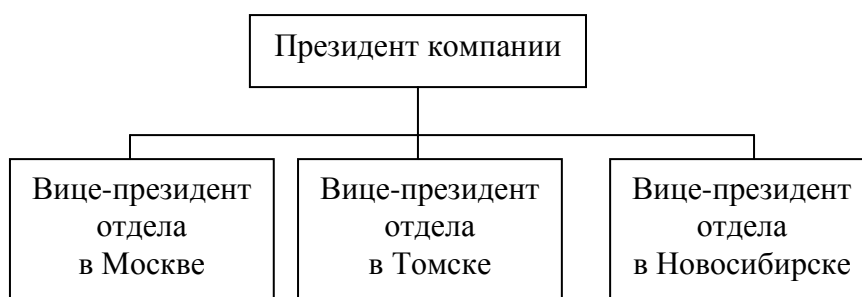 Президент компании
Вице-президент
отдела
в Москве
Вице-президент
отдела
в Томске
Вице-президент
отдела
в Новосибирске